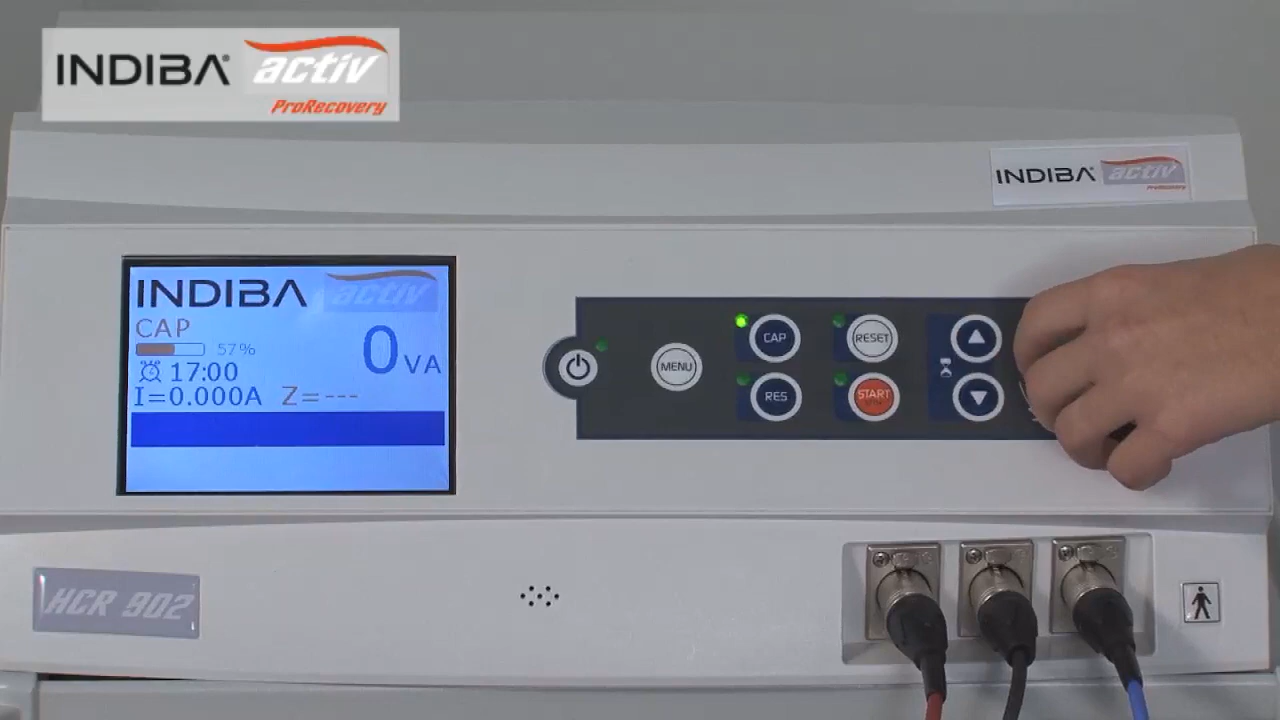 INDIBA® activ
ProRecovery
INDIBA activ
ProRecovery
INDIBA activ
CAP
57%
0 VA
17:00
I=0.000A Z=---
MENU
CAP
RESET
RES
START
HCR 902